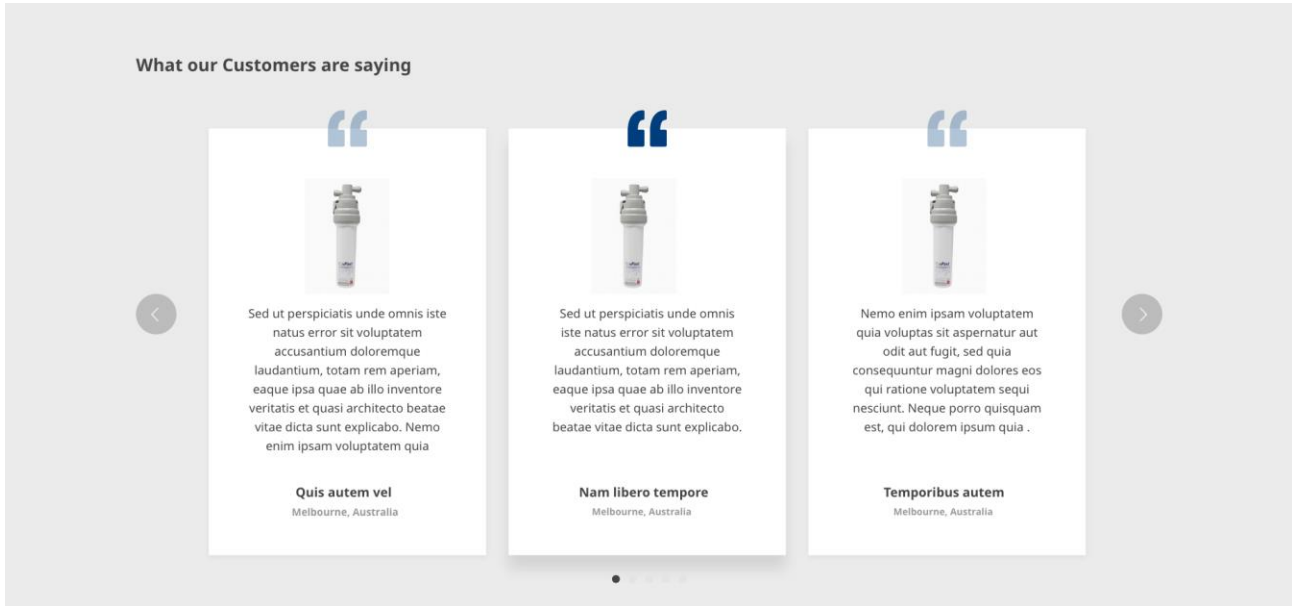 What our Customers are saying
Sed ut perspiciatis unde omnis iste
natus error sit voluptatem
accusantium doloremque
laudantium, totam rem aperiam,
eaque ipsa quae ab illo inventore
veritatis et quasi architecto beatae
vitae dicta sunt explicabo. Nemo
enim ipsam voluptatem quia
Quis autem vel
Melbourne, Australia
Sed ut perspiciatis unde omnis
iste natus error sit voluptatem
accusantium doloremque
laudantium, totam rem aperiam,
eaque ipsa quae ab illo inventore
veritatis et quasi architecto
beatae vitae dicta sunt explicabo.
Nam libero tempore
Melbourne, Australia
Nemo enim ipsam voluptatem
quia voluptas sit aspernatur aut
odit aut fugit, sed quia
consequuntur magni dolores eos
qui ratione voluptatem sequi
nesciunt. Neque porro quisquam
est, qui dolorem ipsum quia .
Temporibus autem
Melbourne, Australia